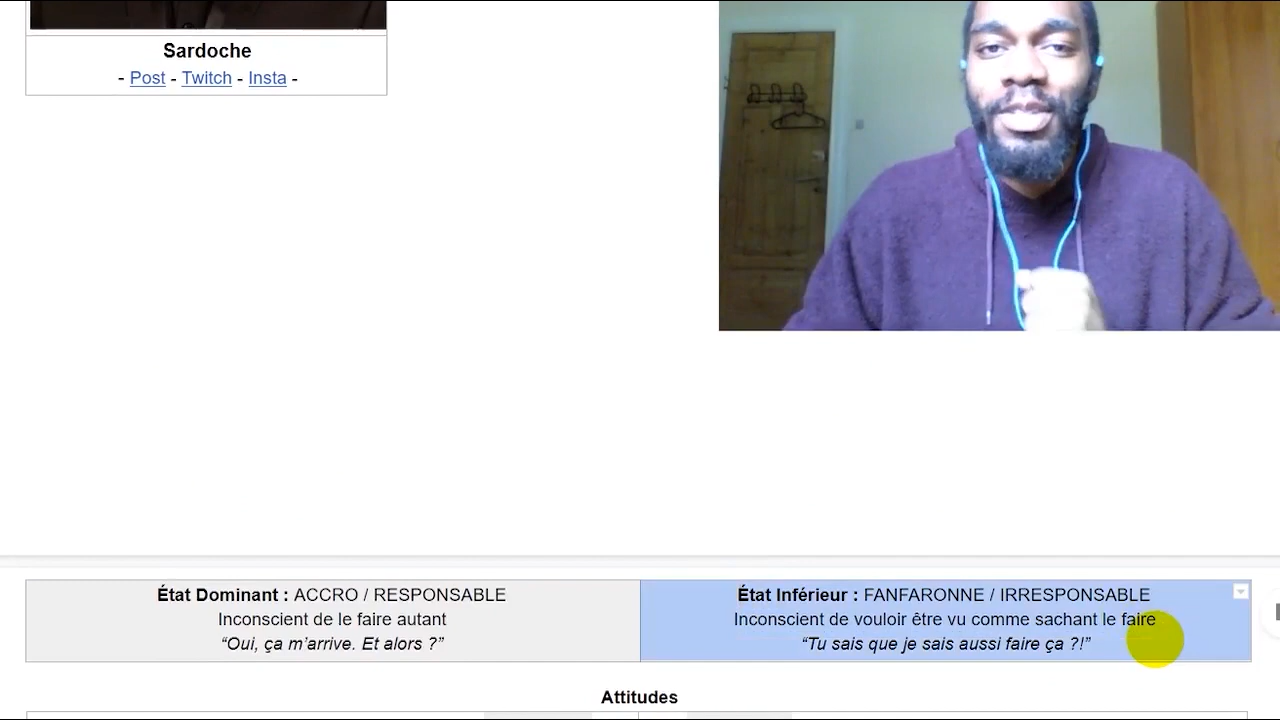 Sardoche
- Post - Twitch - Insta -
État Dominant : ACCRO / RESPONSABLE
Inconscient de le faire autant
“Oui, ça m’arrive. Et alors ?”
État Inférieur : FANFARONNE / IRRESPONSABLE
Inconscient de vouloir être vu comme sachant le faire
“Tu sais que je sais aussi faire ça ?!”
Attitudes